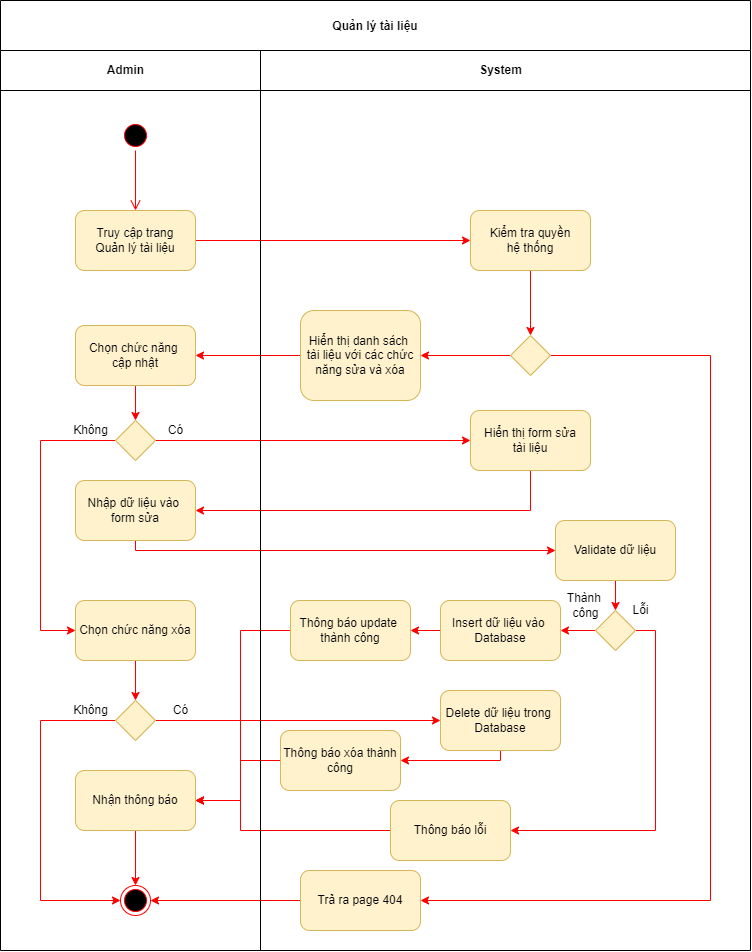 Quản lý tài liệu
Admin
System
Truy cập trang
Quản lý tài liệu
Kiểm tra quyền
hệ thống
Chọn chức năng
cập nhật
Hiển thị danh sách
tài liệu với các chức
năng sửa và xóa
Không
Có
Hiển thị form sửa
tài liệu
Nhập dữ liệu vào
form sửa
Validate dữ liệu
Thành
công
Lỗi
Chọn chức năng xóa
Thông báo update
thành công
Insert dữ liệu vào
Database
Không
Có
Delete dữ liệu trong
Database
Thông báo xóa thành
công
Nhận thông báo
Thông báo lỗi
Trả ra page 404